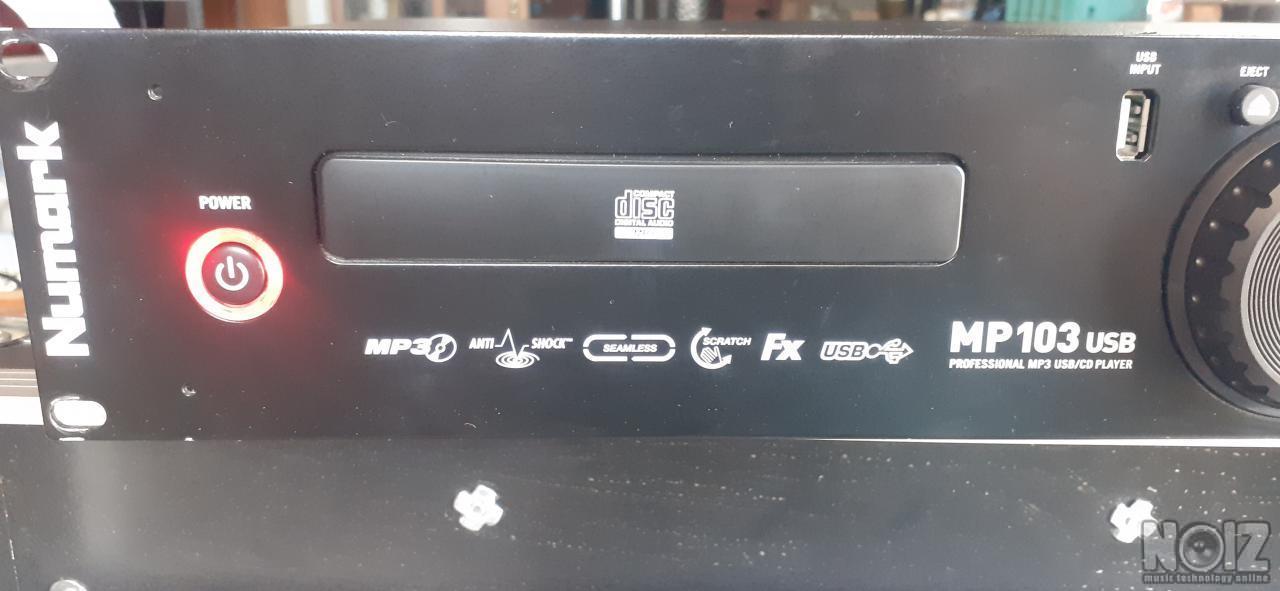 USB
INPUT
EJECT
Numark
POWER
COMPACT
disc
DIGITAL AUDIO
MP3
ANTI SHOCK™
SEAMLESS
SCRATCH
Fx
USB
MP103 USB
PROFESSIONAL MP3 USB/CD PLAYER
NOIZ
music technology online